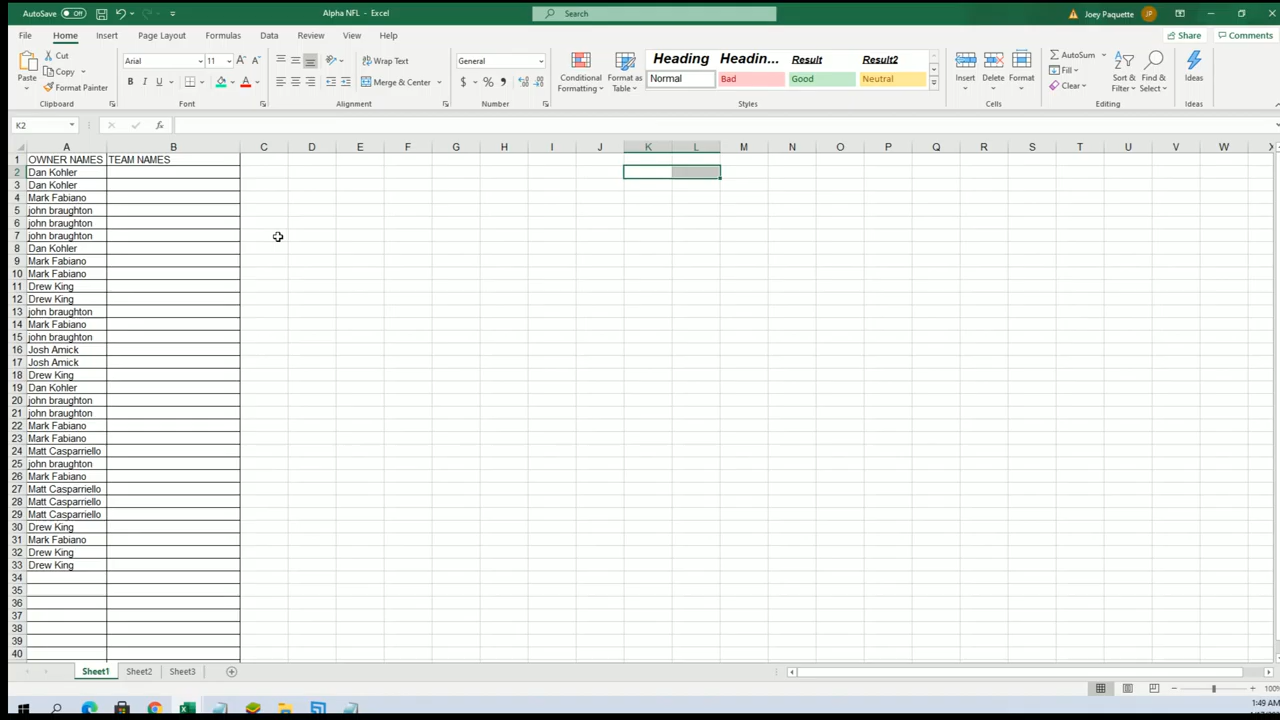 AutoSave Off Alpha NFL - Excel Search Joey Paquette JP
File Home Insert Page Layout Formulas Data Review View Help Share Comments
Cut Arial 11 Wrap Text General Heading Headin... Result Result2 AutoSum
Paste Copy Normal Bad Good Neutral Conditional Formatting Format as Table Insert Delete Format Fill Sort & Filter Find & Select Ideas
Format Painter B I U A Merge & Center $ % Clear
Clipboard Font Alignment Number Styles Cells Editing Ideas
K2 fx
A B C D E F G H I J K L M N O P Q R S T U V W X
1 OWNER NAMES TEAM NAMES
2 Dan Kohler
3 Dan Kohler
4 Mark Fabiano
5 john braughton
6 john braughton
7 john braughton
8 Dan Kohler
9 Mark Fabiano
10 Mark Fabiano
11 Drew King
12 Drew King
13 john braughton
14 Mark Fabiano
15 john braughton
16 Josh Amick
17 Josh Amick
18 Drew King
19 Dan Kohler
20 john braughton
21 john braughton
22 Mark Fabiano
23 Mark Fabiano
24 Matt Casparriello
25 john braughton
26 Mark Fabiano
27 Matt Casparriello
28 Matt Casparriello
29 Matt Casparriello
30 Drew King
31 Mark Fabiano
32 Drew King
33 Drew King
34
35
36
37
38
39
40
Sheet1 Sheet2 Sheet3
100%
1:49 AM